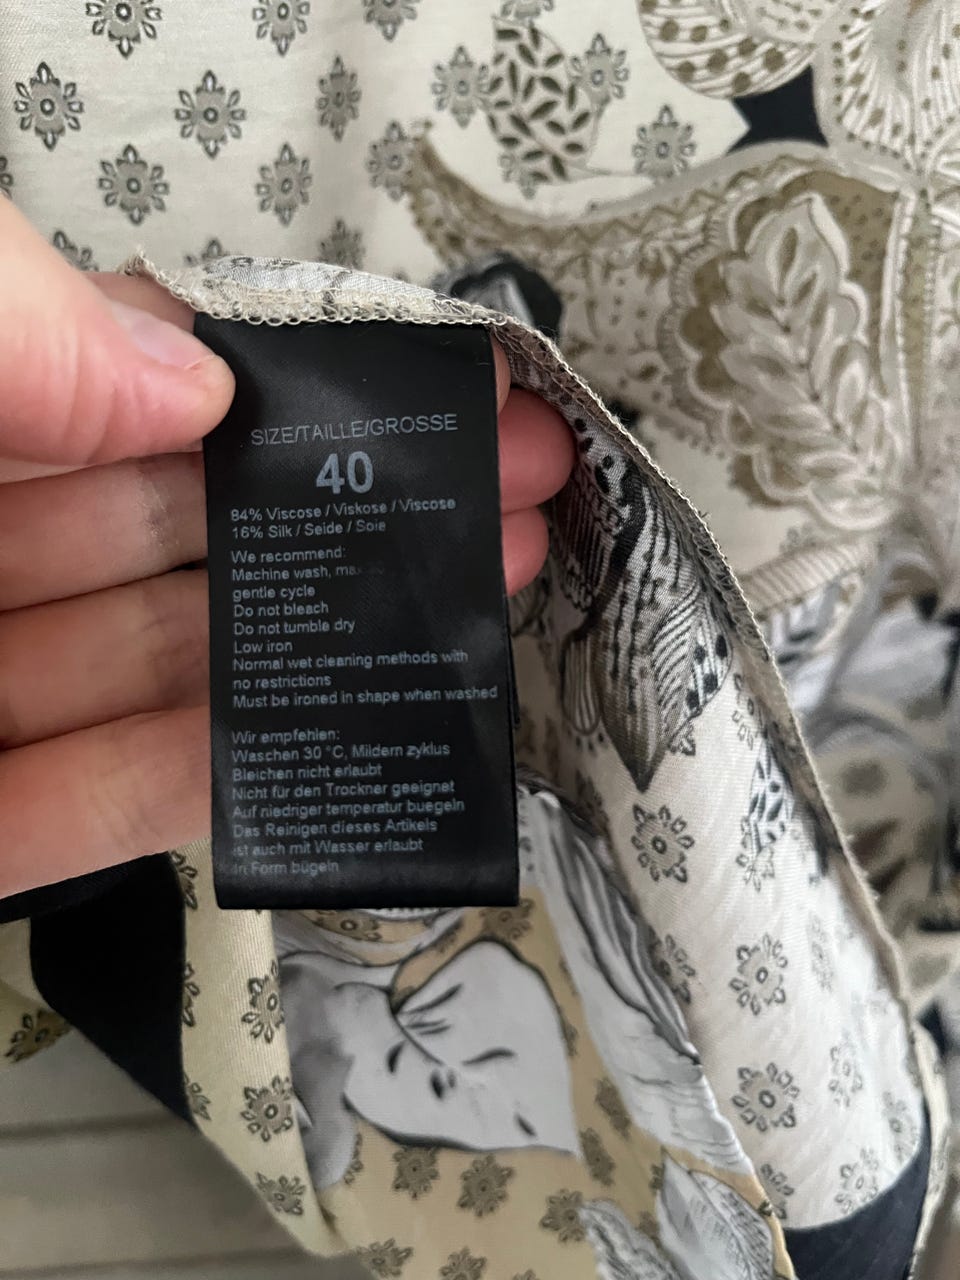 SIZE/TAILLE/GROSSE
40
84% Viscose / Viskose / Viscose
16% Silk / Seide / Soie
We recommend:
Machine wash,
gentle cycle
Do not bleach
Do not tumble dry
Low iron
Normal wet cleaning methods with
no restrictions
Must be ironed in shape when washed
Wir empfehlen:
Waschen 30 °C, Mildern zyklus
Bleichen nicht erlaubt
Nicht für den Trockner geeignet
Auf niedriger temperatur buegeln
Das Reinigen dieses Artikels
ist auch mit Wasser erlaubt
In Form bügeln